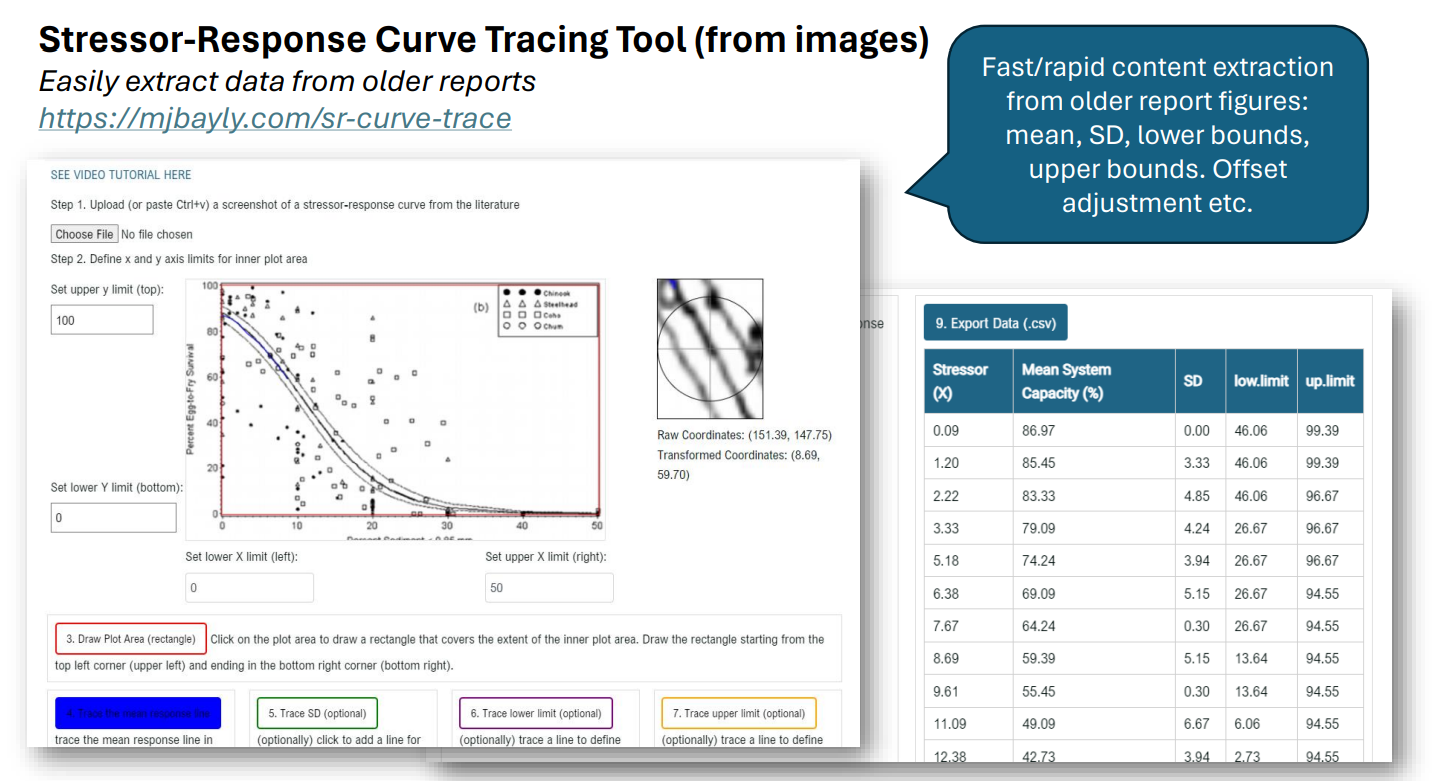 Stressor-Response Curve Tracing Tool (from images)
Easily extract data from older reports
https://mjbayly.com/sr-curve-trace
Fast/rapid content extraction
from older report figures:
mean, SD, lower bounds,
upper bounds. Offset
adjustment etc.
SEE VIDEO TUTORIAL HERE
Step 1. Upload (or paste Ctrl+v) a screenshot of a stressor-response curve from the literature
Choose File No file chosen
Step 2. Define x and y axis limits for inner plot area
Set upper y limit (top):
100
Set lower Y limit (bottom):
0
Percent Egg-to-Fry Survival
100
80
60
40
20
0
(b)
Chinook
Steelhead
Coho
Chum
0 10 20 30 40 50
Percent Sediment < 0.85 mm
Raw Coordinates: (151.39, 147.75)
Transformed Coordinates: (8.69,
59.70)
Set lower X limit (left):
0
Set upper X limit (right):
50
3. Draw Plot Area (rectangle) Click on the plot area to draw a rectangle that covers the extent of the inner plot area. Draw the rectangle starting from the
top left corner (upper left) and ending in the bottom right corner (bottom right).
4. Trace the mean response line
trace the mean response line in
5. Trace SD (optional)
(optionally) click to add a line for
6. Trace lower limit (optional)
(optionally) trace a line to define
7. Trace upper limit (optional)
(optionally) trace a line to define
nse
9. Export Data (.csv)
Stressor (X) Mean System Capacity (%) SD low.limit up.limit
0.09 86.97 0.00 46.06 99.39
1.20 85.45 3.33 46.06 99.39
2.22 83.33 4.85 46.06 96.67
3.33 79.09 4.24 26.67 96.67
5.18 74.24 3.94 26.67 96.67
6.38 69.09 5.15 26.67 94.55
7.67 64.24 0.30 26.67 94.55
8.69 59.39 5.15 13.64 94.55
9.61 55.45 0.30 13.64 94.55
11.09 49.09 6.67 6.06 94.55
12.38 42.73 3.94 2.73 94.55